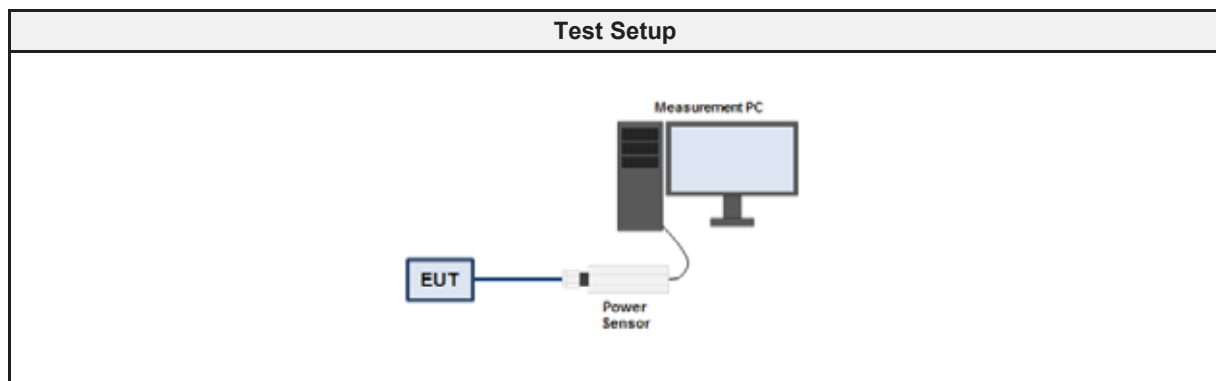 Test Setup
Measurement PC
EUT
Power
Sensor